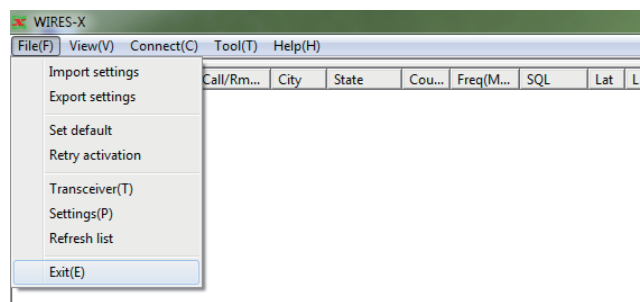 WIRES-X
File(F) View(V) Connect(C) Tool(T) Help(H)
Call/Rm... City State Cou... Freq(M... SQL Lat L
Import settings
Export settings
Set default
Retry activation
Transceiver(T)
Settings(P)
Refresh list
Exit(E)